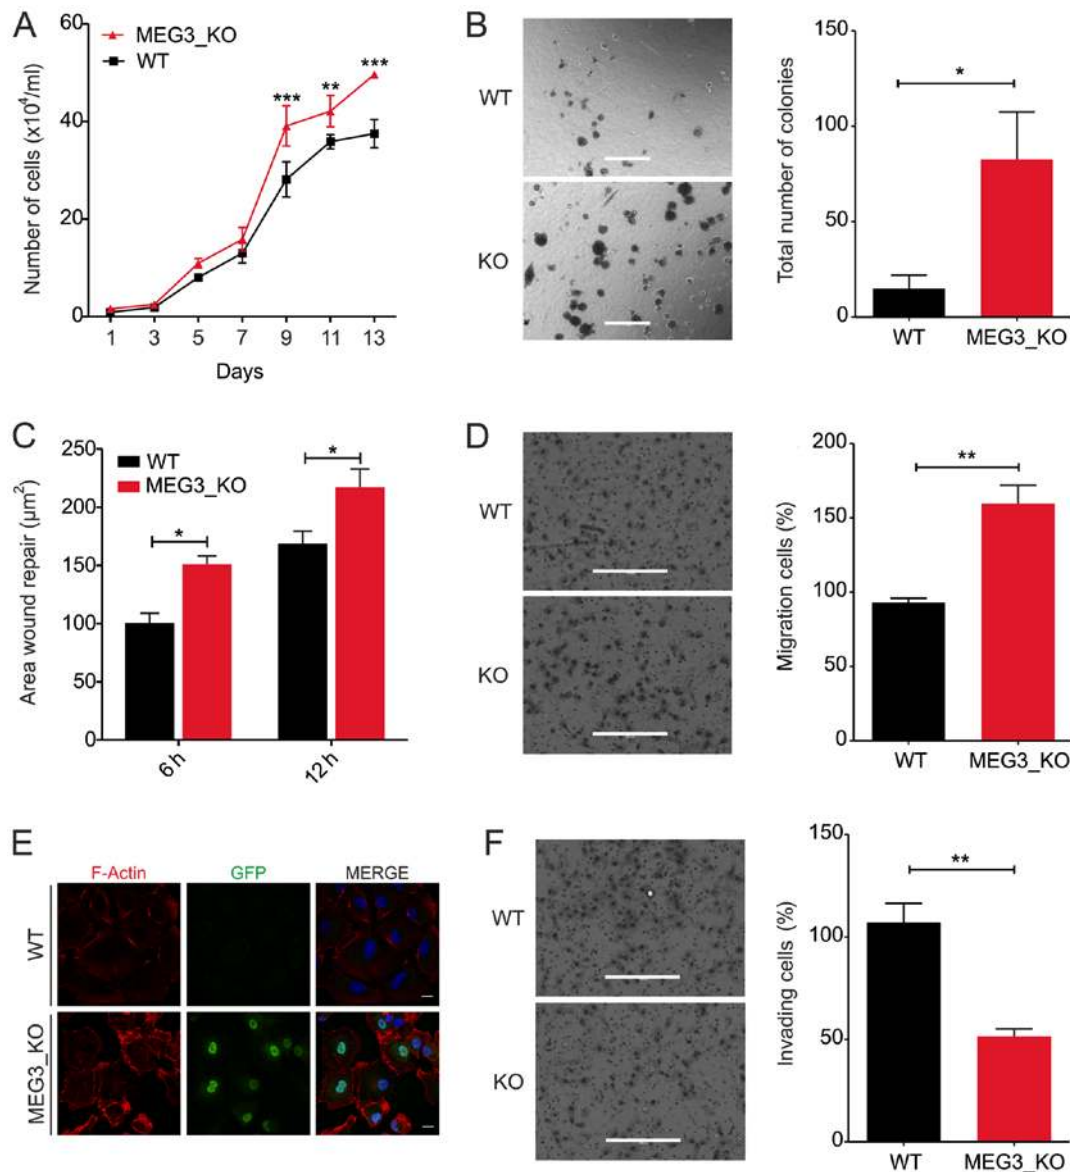 A
MEG3_KO
WT
Number of cells (x10⁴/ml)
60
40
20
0
***
**
***
1 3 5 7 9 11 13
Days
B
WT
KO
Total number of colonies
150
100
50
0
*
WT MEG3_KO
C
WT
MEG3_KO
Area wound repair (µm²)
250
200
150
100
50
0
*
*
6 h 12 h
D
WT
KO
Migration cells (%)
200
150
100
50
0
**
WT MEG3_KO
E
F-Actin GFP MERGE
WT
MEG3_KO
F
WT
KO
Invading cells (%)
150
100
50
0
**
WT MEG3_KO